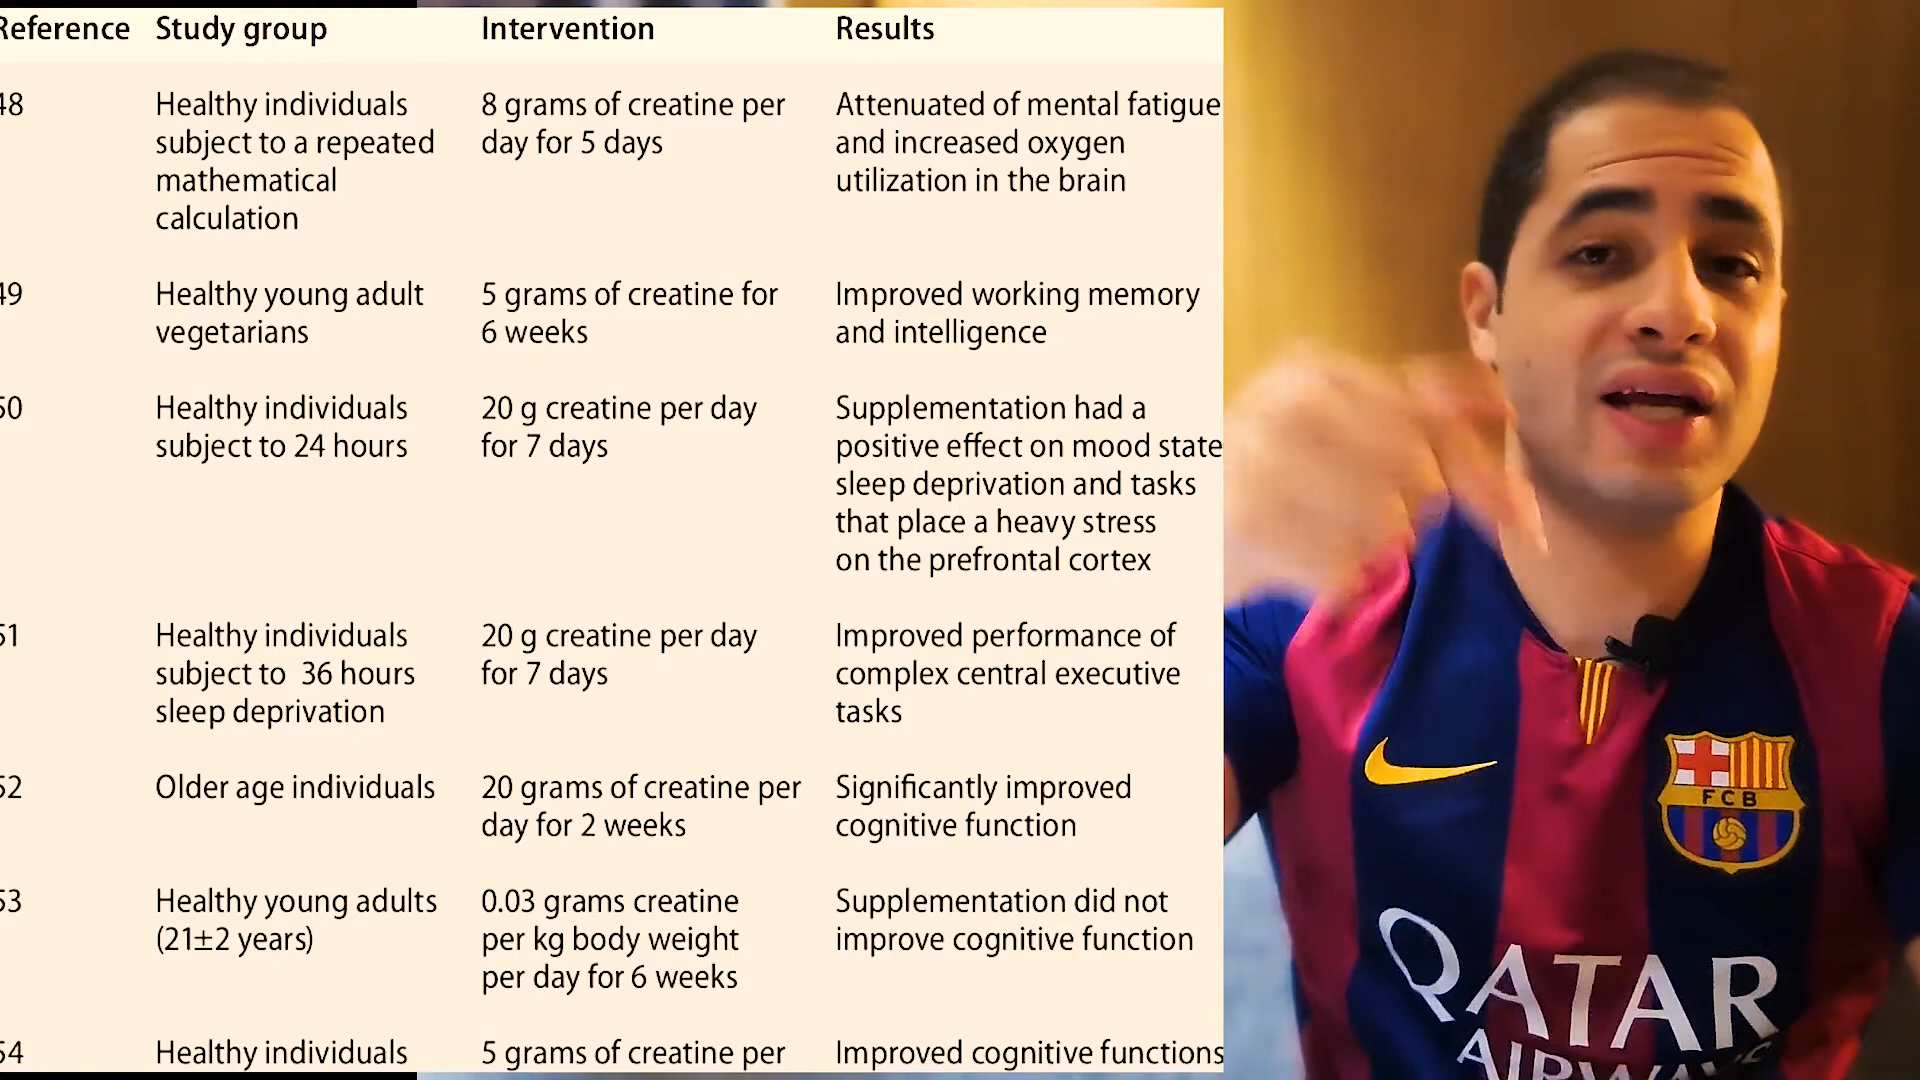 Reference Study group Intervention Results
48 Healthy individuals 8 grams of creatine per Attenuated of mental fatigue
subject to a repeated day for 5 days and increased oxygen
mathematical utilization in the brain
calculation
49 Healthy young adult 5 grams of creatine for Improved working memory
vegetarians 6 weeks and intelligence
50 Healthy individuals 20 g creatine per day Supplementation had a
subject to 24 hours for 7 days positive effect on mood state
sleep deprivation and tasks
that place a heavy stress
on the prefrontal cortex
51 Healthy individuals 20 g creatine per day Improved performance of
subject to 36 hours for 7 days complex central executive
sleep deprivation tasks
52 Older age individuals 20 grams of creatine per Significantly improved
day for 2 weeks cognitive function
53 Healthy young adults 0.03 grams creatine Supplementation did not
(21±2 years) per kg body weight improve cognitive function
per day for 6 weeks
54 Healthy individuals 5 grams of creatine per Improved cognitive functions
FCB
QATAR
AIRWAYS